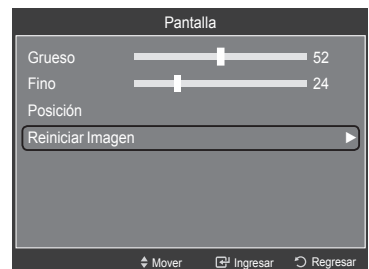 Pantalla
Grueso 52
Fino 24
Posición
Reiniciar Imagen
Mover Ingresar Regresar